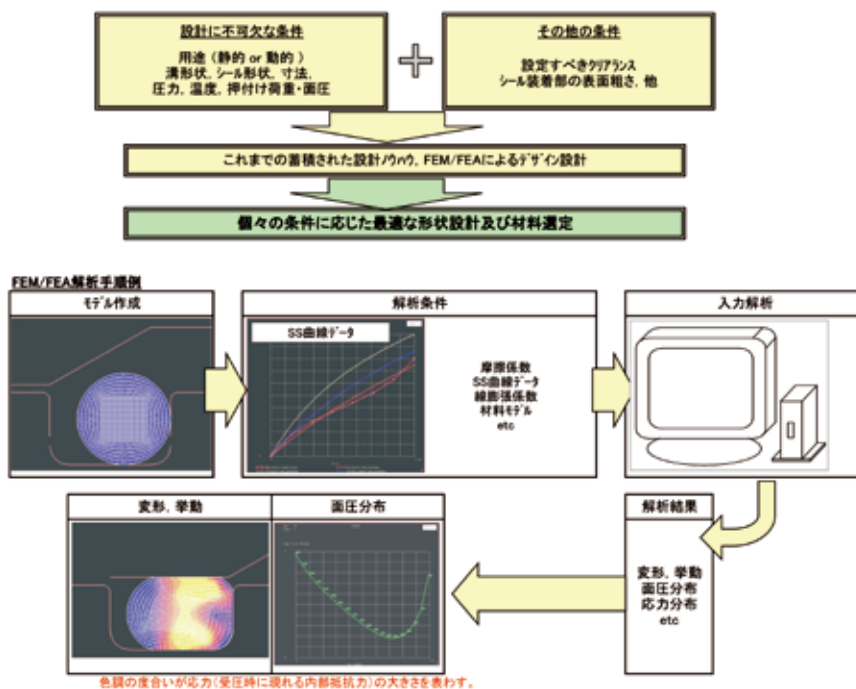 設計に不可欠な条件
用途（静的 or 動的）
溝形状, シール形状, 寸法,
圧力, 温度, 押付け荷重・面圧
その他の条件
設定すべきクリアランス
シール装着部の表面粗さ, 他
これまでの蓄積された設計ノウハウ, FEM/FEAによるデザイン設計
個々の条件に応じた最適な形状設計及び材料選定
FEM/FEA解析手順例
モデル作成
解析条件
SS曲線データ
摩擦係数
SS曲線データ
線膨張係数
材料モデル
etc
入力解析
変形, 挙動
面圧分布
解析結果
変形, 挙動
面圧分布
応力分布
etc
色調の度合いが応力(受圧時に現れる内部抵抗力)の大きさを表わす。